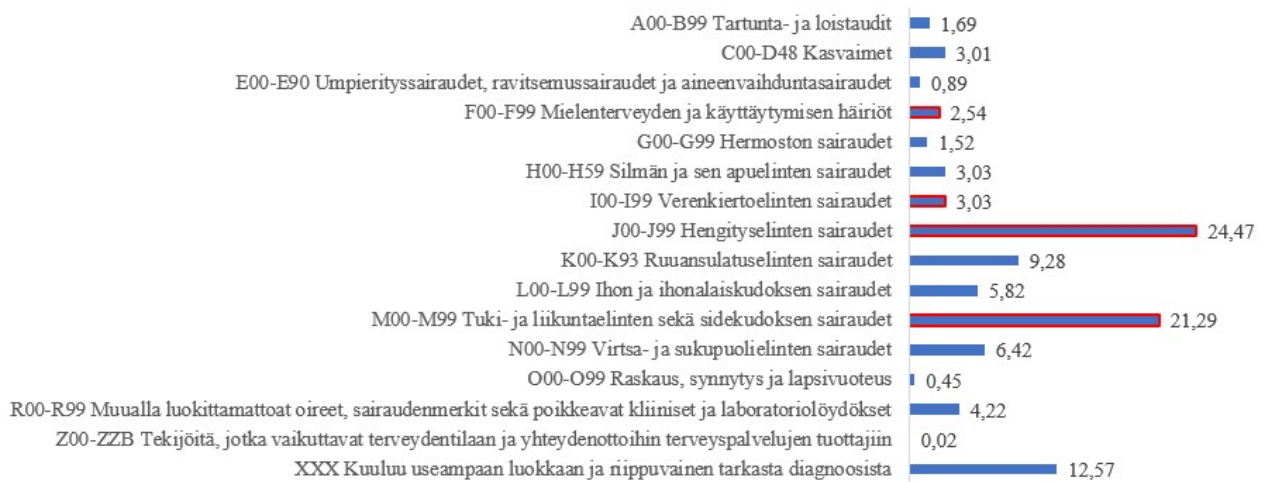 A00-B99 Tartunta- ja loistaudit 1,69
C00-D48 Kasvaimet 3,01
E00-E90 Umpierityssairaudet, ravitsemussairaudet ja aineenvaihduntasairaudet 0,89
F00-F99 Mielenterveyden ja käyttäytymisen häiriöt 2,54
G00-G99 Hermoston sairaudet 1,52
H00-H59 Silmän ja sen apuelinten sairaudet 3,03
I00-I99 Verenkiertoelinten sairaudet 3,03
J00-J99 Hengityselinten sairaudet 24,47
K00-K93 Ruuansulatuselinten sairaudet 9,28
L00-L99 Ihon ja ihonalaiskudoksen sairaudet 5,82
M00-M99 Tuki- ja liikuntaelinten sekä sidekudoksen sairaudet 21,29
N00-N99 Virtsa- ja sukupuolielinten sairaudet 6,42
O00-O99 Raskaus, synnytys ja lapsivuoteus 0,45
R00-R99 Muualla luokittamattoat oireet, sairaudenmerkit sekä poikkeavat kliiniset ja laboratoriolöydökset 4,22
Z00-ZZB Tekijöitä, jotka vaikuttavat terveydentilaan ja yhteydenottoihin terveyspalvelujen tuottajiin 0,02
XXX Kuuluu useampaan luokkaan ja riippuvainen tarkasta diagnoosista 12,57